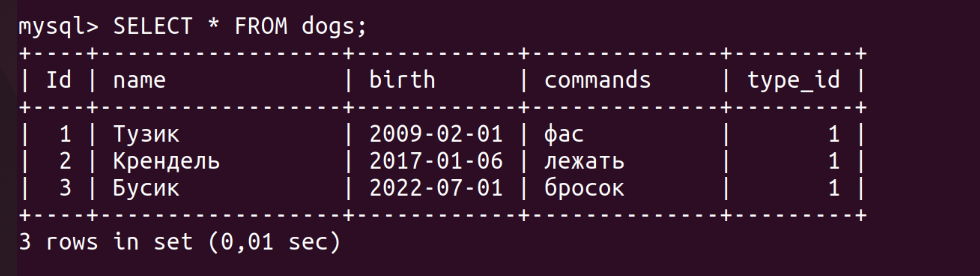 mysql> SELECT * FROM dogs;
+----+------------------+------------+--------------+---------+
| Id | name             | birth      | commands     | type_id |
+----+------------------+------------+--------------+---------+
|  1 | Тузик            | 2009-02-01 | фас          |       1 |
|  2 | Крендель         | 2017-01-06 | лежать       |       1 |
|  3 | Бусик            | 2022-07-01 | бросок       |       1 |
+----+------------------+------------+--------------+---------+
3 rows in set (0,01 sec)